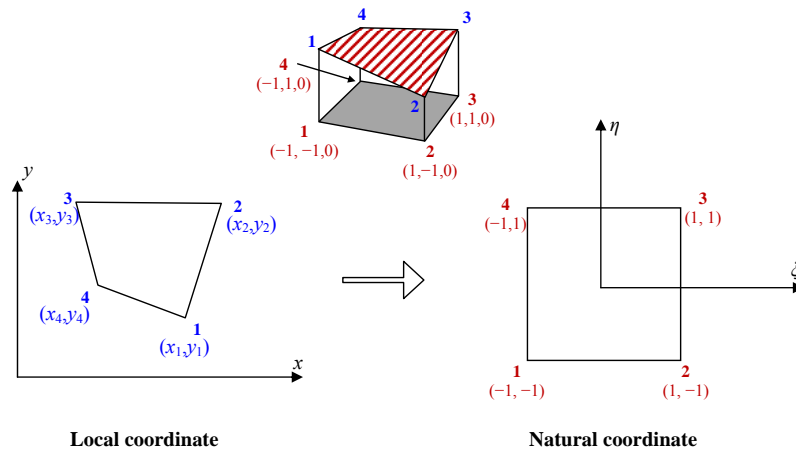 4
3
1
4
(−1,1,0)
2
3
(1,1,0)
1
(−1, −1,0)
2
(1,−1,0)
y
3
(x3,y3)
2
(x2,y2)
4
(x4,y4)
1
(x1,y1)
x
Local coordinate
η
4
(−1,1)
3
(1, 1)
ξ
1
(−1, −1)
2
(1, −1)
Natural coordinate